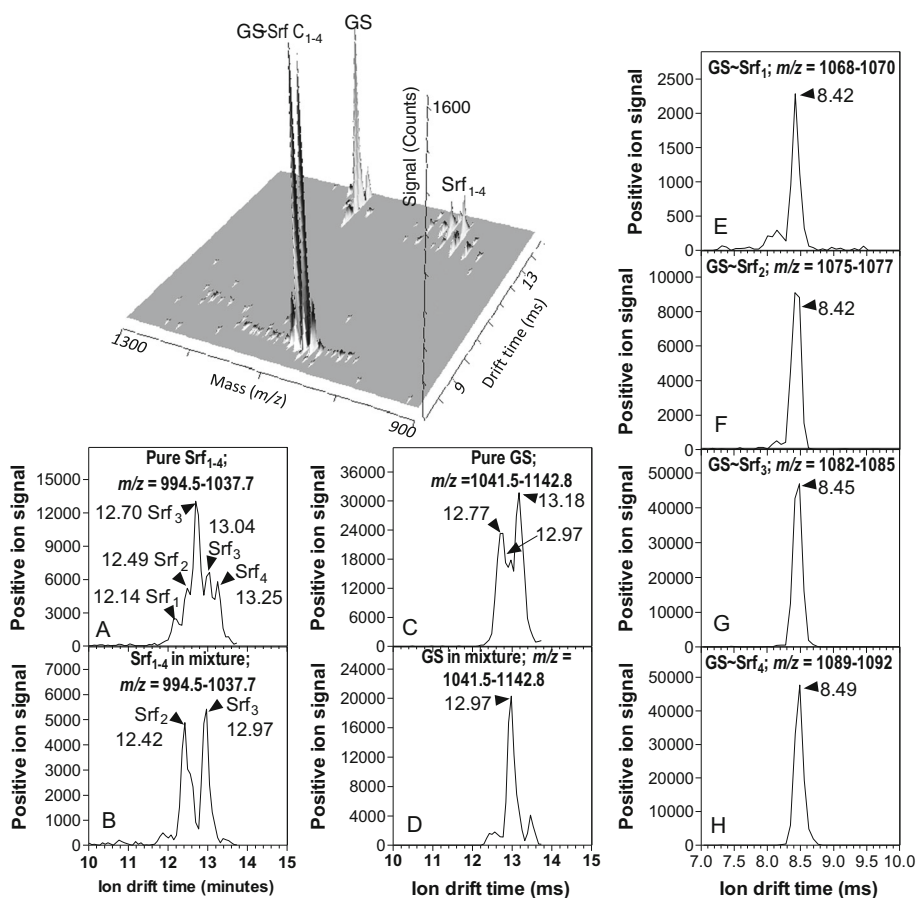 GS~Srf C1-4
GS
Signal (Counts)
1600
Srf1-4
1300
Mass (m/z)
900
9
Drift time (ms)
13
Pure Srf1-4;
m/z = 994.5-1037.7
Positive ion signal
15000
12000
9000
6000
3000
0
12.70 Srf3
13.04
Srf3
12.49 Srf2
Srf4
12.14 Srf1
13.25
A
Srf1-4 in mixture;
m/z = 994.5-1037.7
Positive ion signal
7000
6000
5000
4000
3000
2000
1000
0
Srf2
12.42
Srf3
12.97
B
10 11 12 13 14 15
Ion drift time (minutes)
Pure GS;
m/z =1041.5-1142.8
Positive ion signal
36000
30000
24000
18000
12000
6000
0
13.18
12.77
12.97
C
GS in mixture; m/z =
1041.5-1142.8
Positive ion signal
24000
20000
16000
12000
8000
4000
0
12.97
D
10 11 12 13 14 15
Ion drift time (ms)
GS~Srf1; m/z = 1068-1070
Positive ion signal
2500
2000
1500
1000
500
0
8.42
E
GS~Srf2; m/z = 1075-1077
Positive ion signal
10000
8000
6000
4000
2000
0
8.42
F
GS~Srf3; m/z = 1082-1085
Positive ion signal
50000
40000
30000
20000
10000
0
8.45
G
GS~Srf4; m/z = 1089-1092
Positive ion signal
50000
40000
30000
20000
10000
0
8.49
H
7.0 7.5 8.0 8.5 9.0 9.5 10.0
Ion drift time (ms)